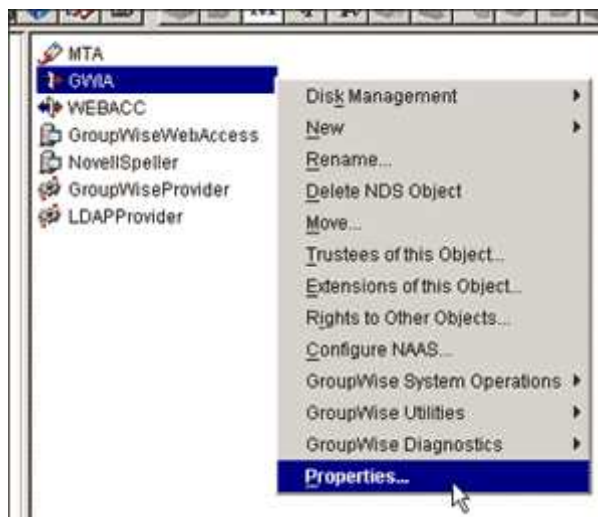 MTA
GWIA
WEBACC
GroupWiseWebAccess
NovellSpeller
GroupWiseProvider
LDAPProvider
Disk Management
New
Rename...
Delete NDS Object
Move...
Trustees of this Object...
Extensions of this Object...
Rights to Other Objects...
Configure NAAS...
GroupWise System Operations
GroupWise Utilities
GroupWise Diagnostics
Properties...